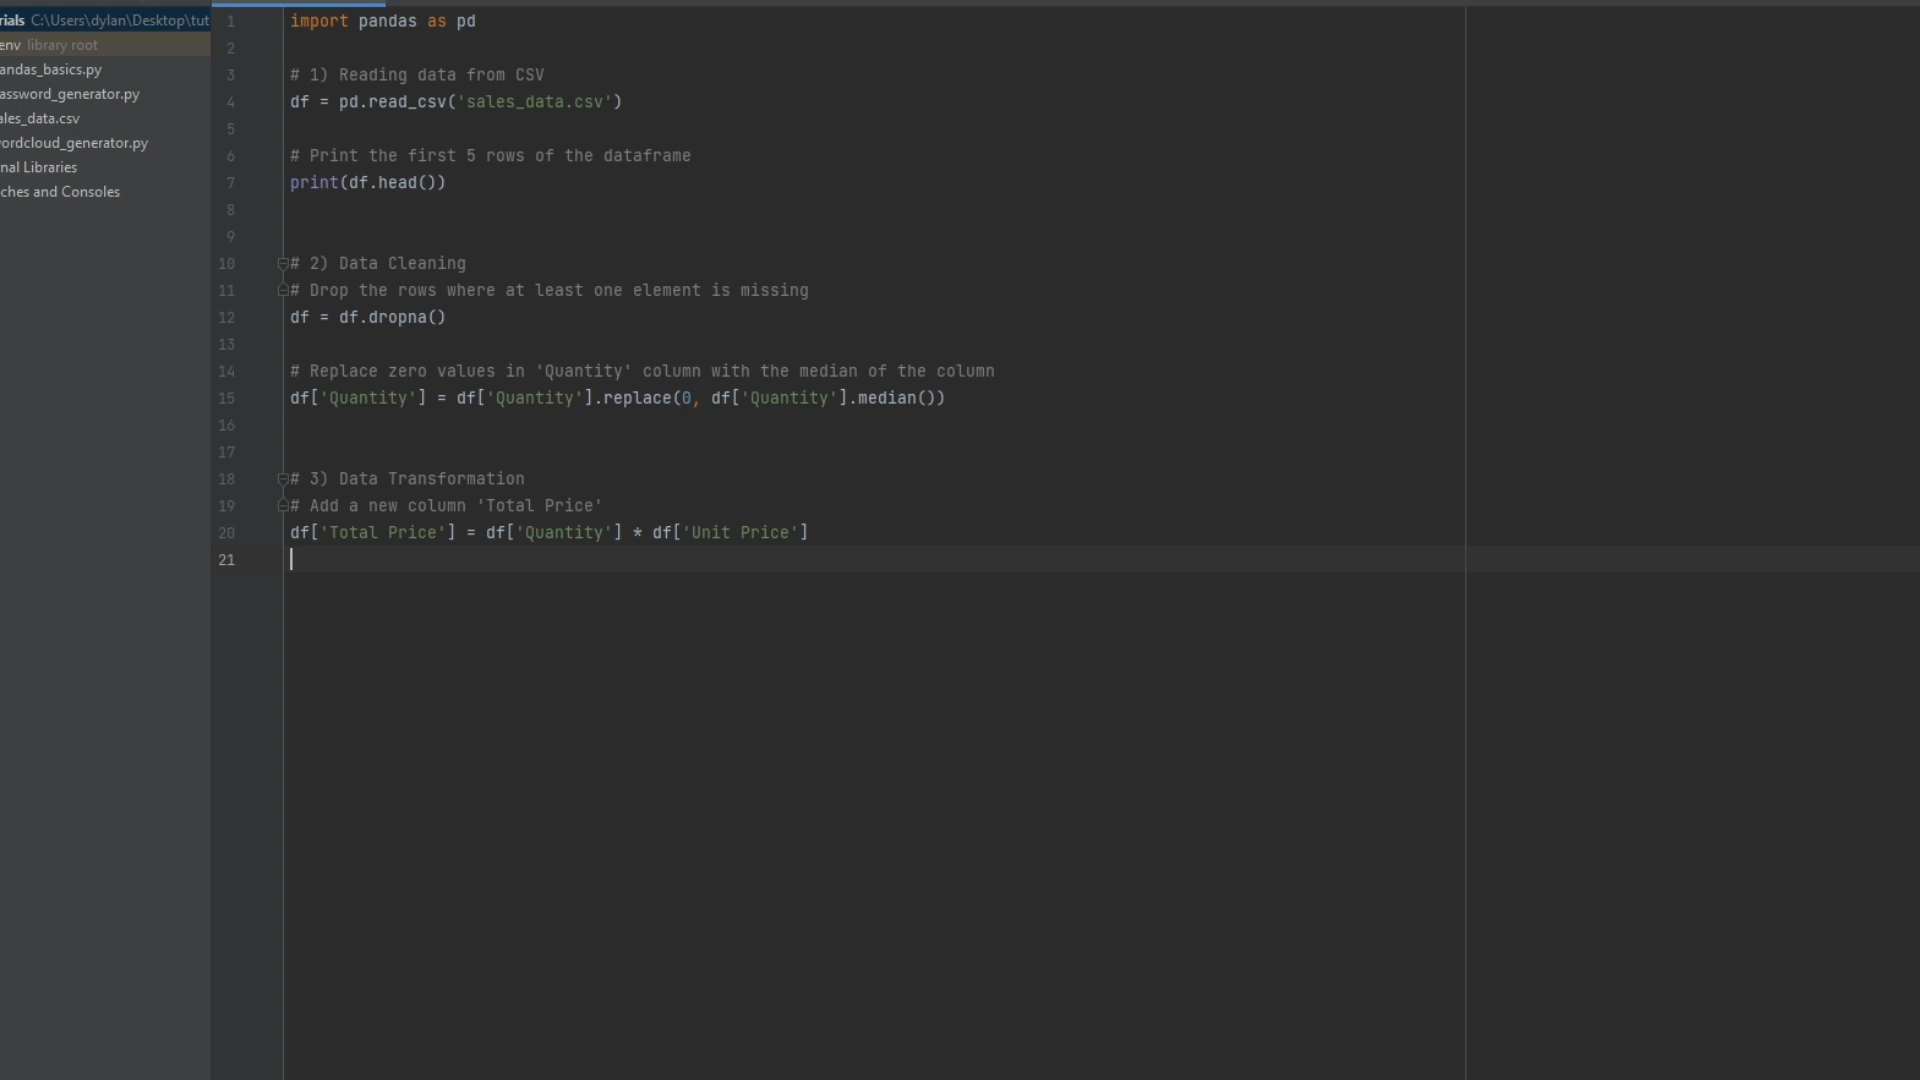 rials C:\Users\dylan\Desktop\tut
env library root
andas_basics.py
assword_generator.py
ales_data.csv
wordcloud_generator.py
nal Libraries
ches and Consoles
1 import pandas as pd
2
3 # 1) Reading data from CSV
4 df = pd.read_csv('sales_data.csv')
5
6 # Print the first 5 rows of the dataframe
7 print(df.head())
8
9
10 # 2) Data Cleaning
11 # Drop the rows where at least one element is missing
12 df = df.dropna()
13
14 # Replace zero values in 'Quantity' column with the median of the column
15 df['Quantity'] = df['Quantity'].replace(0, df['Quantity'].median())
16
17
18 # 3) Data Transformation
19 # Add a new column 'Total Price'
20 df['Total Price'] = df['Quantity'] * df['Unit Price']
21